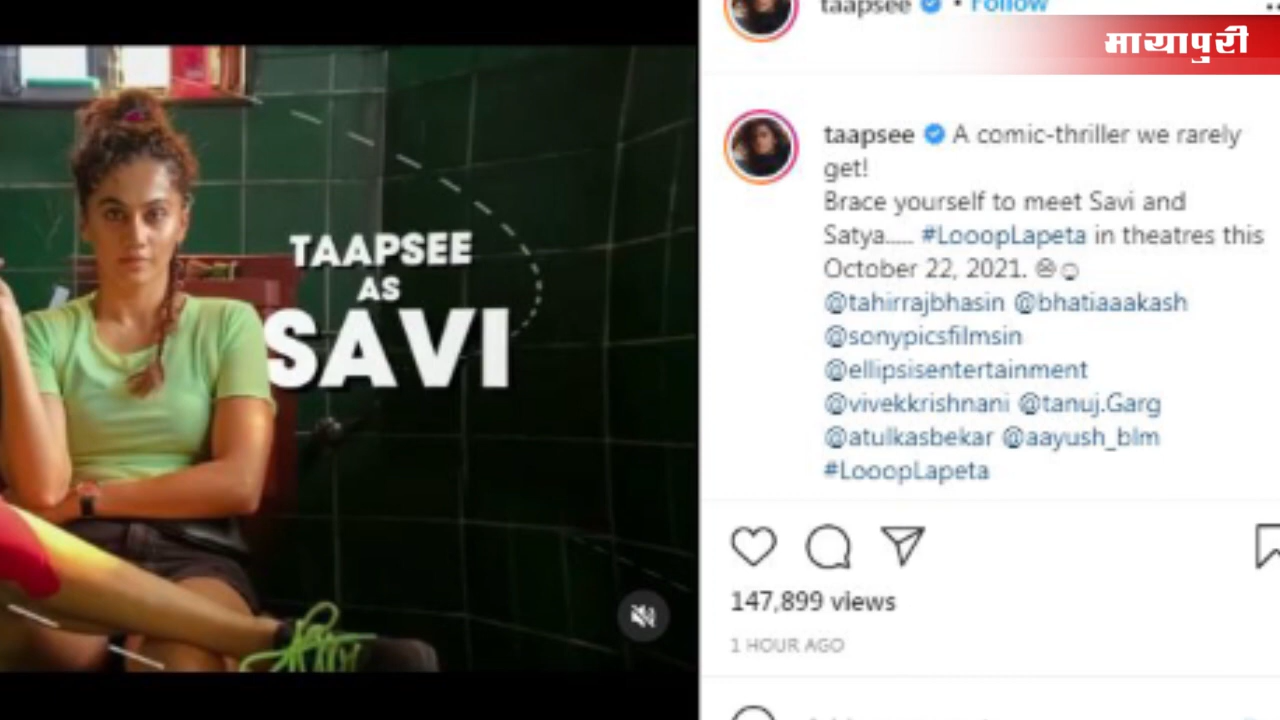 TAAPSEE
AS
SAVI
taapsee • Follow
मायापुरी
taapsee A comic-thriller we rarely
get!
Brace yourself to meet Savi and
Satya..... #LooopLapeta in theatres this
October 22, 2021.
@tahirrajbhasin @bhatiaaakash
@sonypicsfilmsin
@ellipsisentertainment
@vivekkrishnani @tanuj.Garg
@atulkasbekar @aayush_blm
#LooopLapeta
147,899 views
1 HOUR AGO